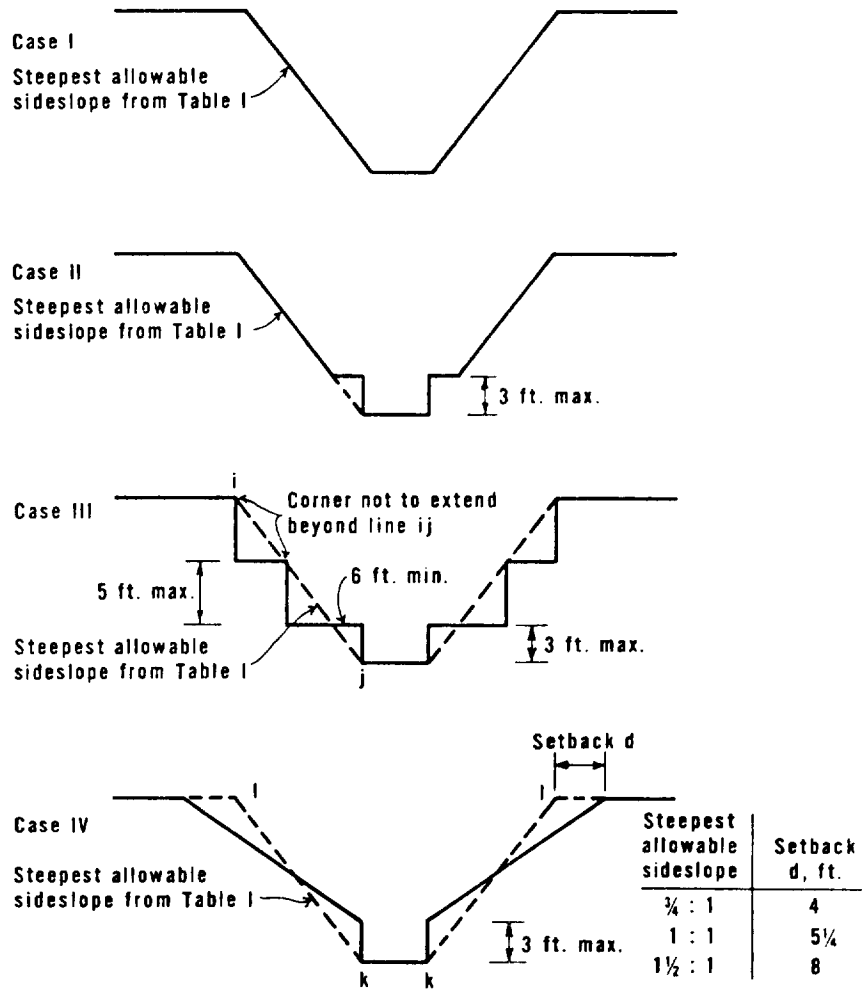 Case I
Steepest allowable
sideslope from Table I
Case II
Steepest allowable
sideslope from Table I
3 ft. max.
i
Case III
Corner not to extend
beyond line ij
5 ft. max.
6 ft. min.
Steepest allowable
sideslope from Table I
3 ft. max.
j
Setback d
l
l
Case IV
Steepest allowable
sideslope from Table I
3 ft. max.
k
k
Steepest
allowable
sideslope
Setback
d, ft.
¾ : 1 4
1 : 1 5¼
1½ : 1 8